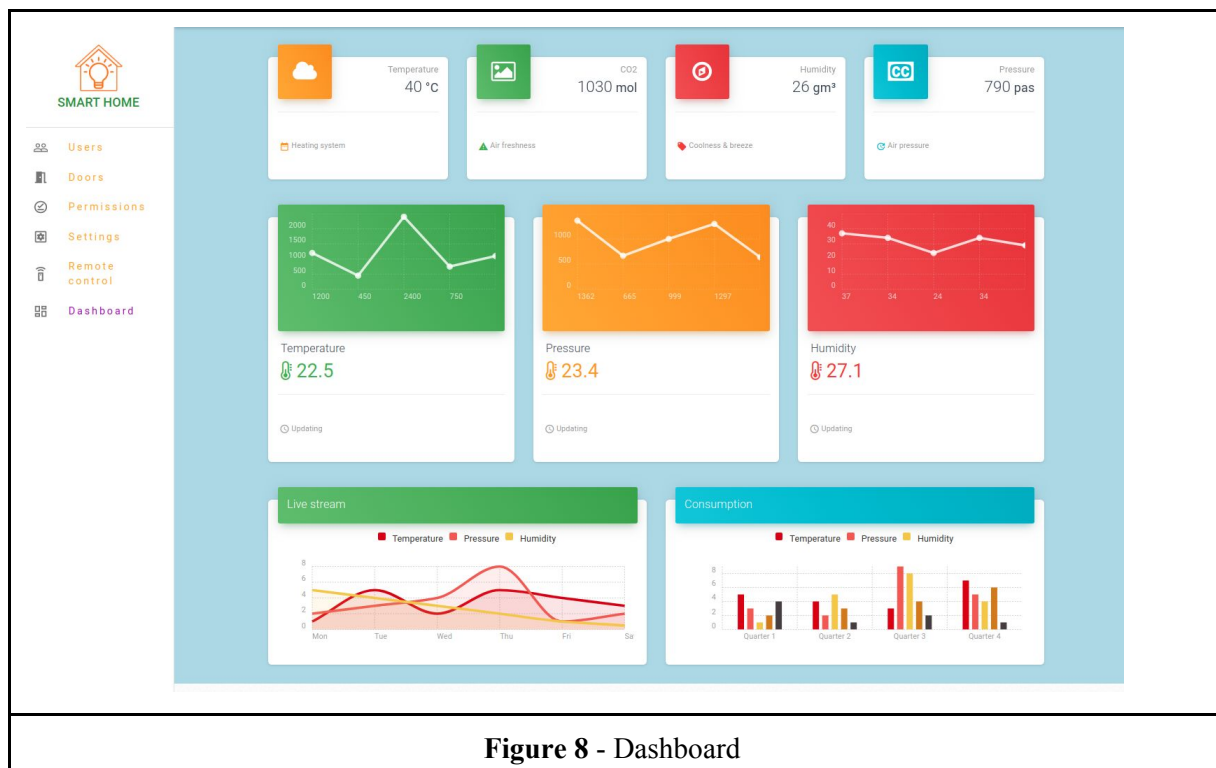 SMART HOME
Users
Doors
Permissions
Settings
Remote
control
Dashboard
Temperature
40 °C
Heating system
CO2
1030 mol
Air freshness
Humidity
26 gm³
Coolness & breeze
CC
Pressure
790 pas
Air pressure
2000
1500
1000
500
0
1200 450 2400 750
Temperature
22.5
Updating
1000
500
0
1362 665 999 1297
Pressure
23.4
Updating
40
30
20
10
0
37 34 24 34
Humidity
27.1
Updating
Live stream
Temperature Pressure Humidity
8
6
4
2
0
Mon Tue Wed Thu Fri Sa
Consumption
Temperature Pressure Humidity
8
6
4
2
0
Quarter 1 Quarter 2 Quarter 3 Quarter 4
Figure 8 - Dashboard